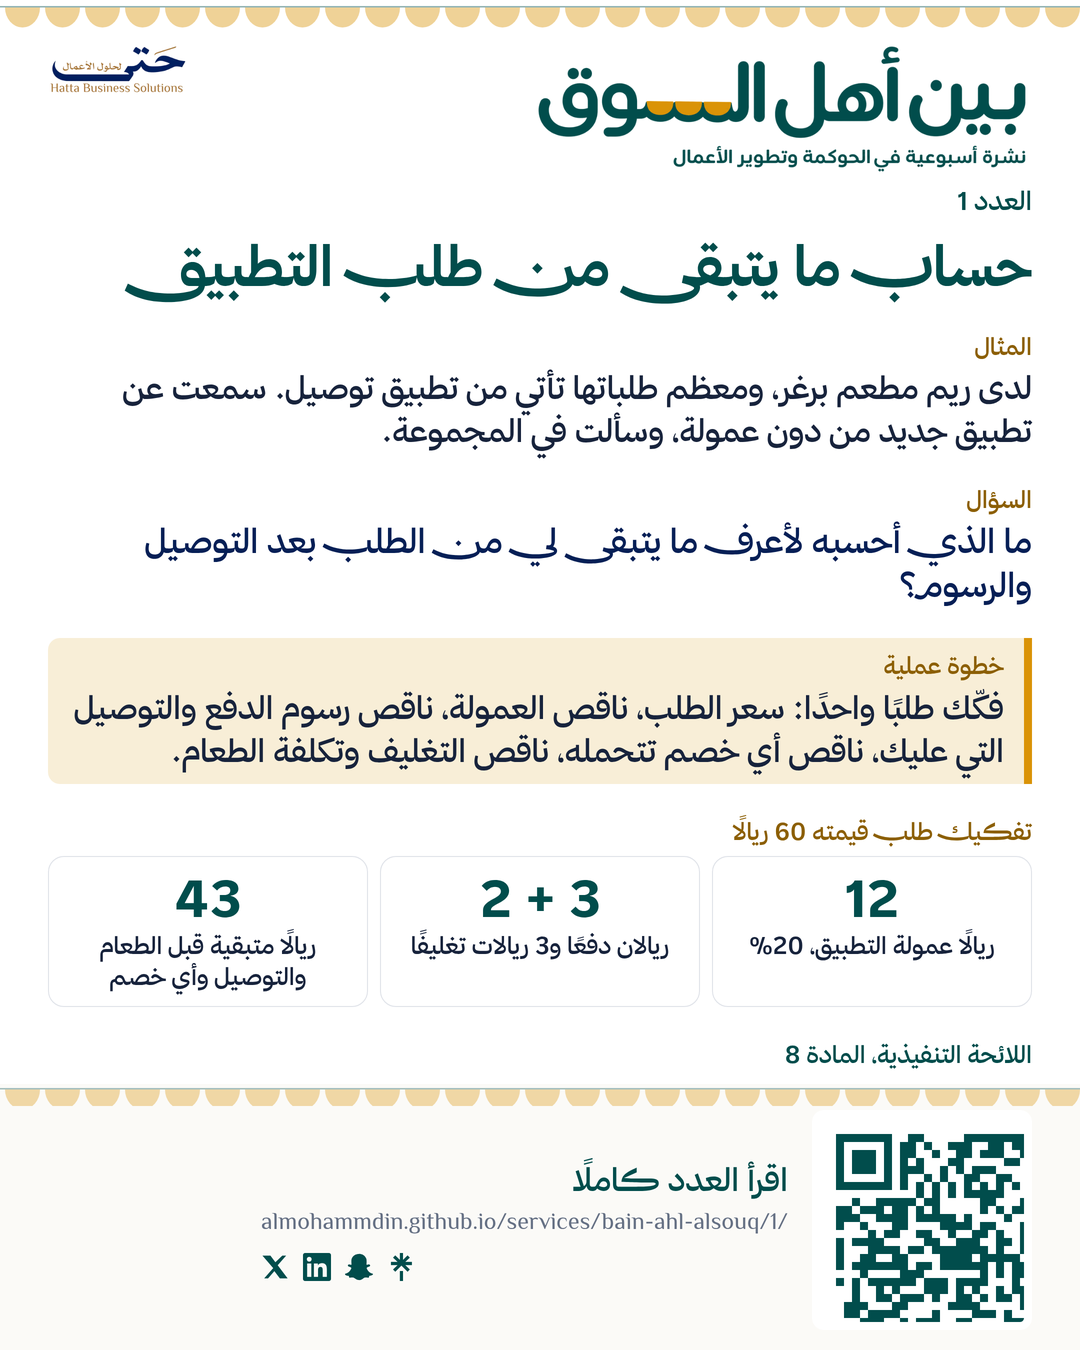 حتى لحلول الأعمال
Hatta Business Solutions
بين أهل السوق
نشرة أسبوعية في الحوكمة وتطوير الأعمال
العدد 1
حساب ما يتبقى من طلب التطبيق
المثال
لدى ريم مطعم برغر، ومعظم طلباتها تأتي من تطبيق توصيل. سمعت عن
تطبيق جديد من دون عمولة، وسألت في المجموعة.
السؤال
ما الذي أحسبه لأعرف ما يتبقى لي من الطلب بعد التوصيل
والرسوم؟
خطوة عملية
فكّك طلبًا واحدًا: سعر الطلب، ناقص العمولة، ناقص رسوم الدفع والتوصيل
التي عليك، ناقص أي خصم تتحمله، ناقص التغليف وتكلفة الطعام.
تفكيك طلب قيمته 60 ريالًا
12
ريالًا عمولة التطبيق، 20%
2 + 3
ريالان دفعًا و3 ريالات تغليفًا
43
ريالًا متبقية قبل الطعام
والتوصيل وأي خصم
اللائحة التنفيذية، المادة 8
اقرأ العدد كاملًا
almohammdin.github.io/services/bain-ahl-alsouq/1/